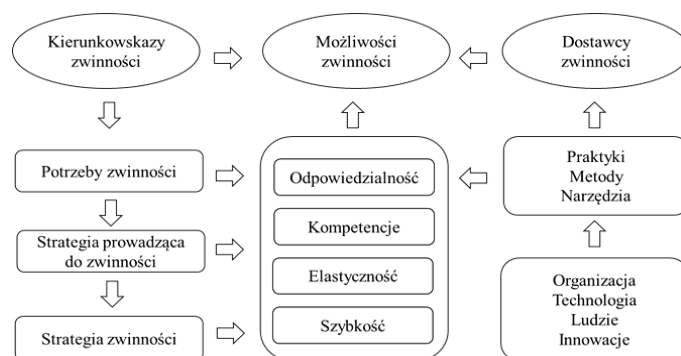 Kierunkowskazy
zwinności
Możliwości
zwinności
Dostawcy
zwinności
Potrzeby zwinności
Strategia prowadząca
do zwinności
Strategia zwinności
Odpowiedzialność
Kompetencje
Elastyczność
Szybkość
Praktyki
Metody
Narzędzia
Organizacja
Technologia
Ludzie
Innowacje